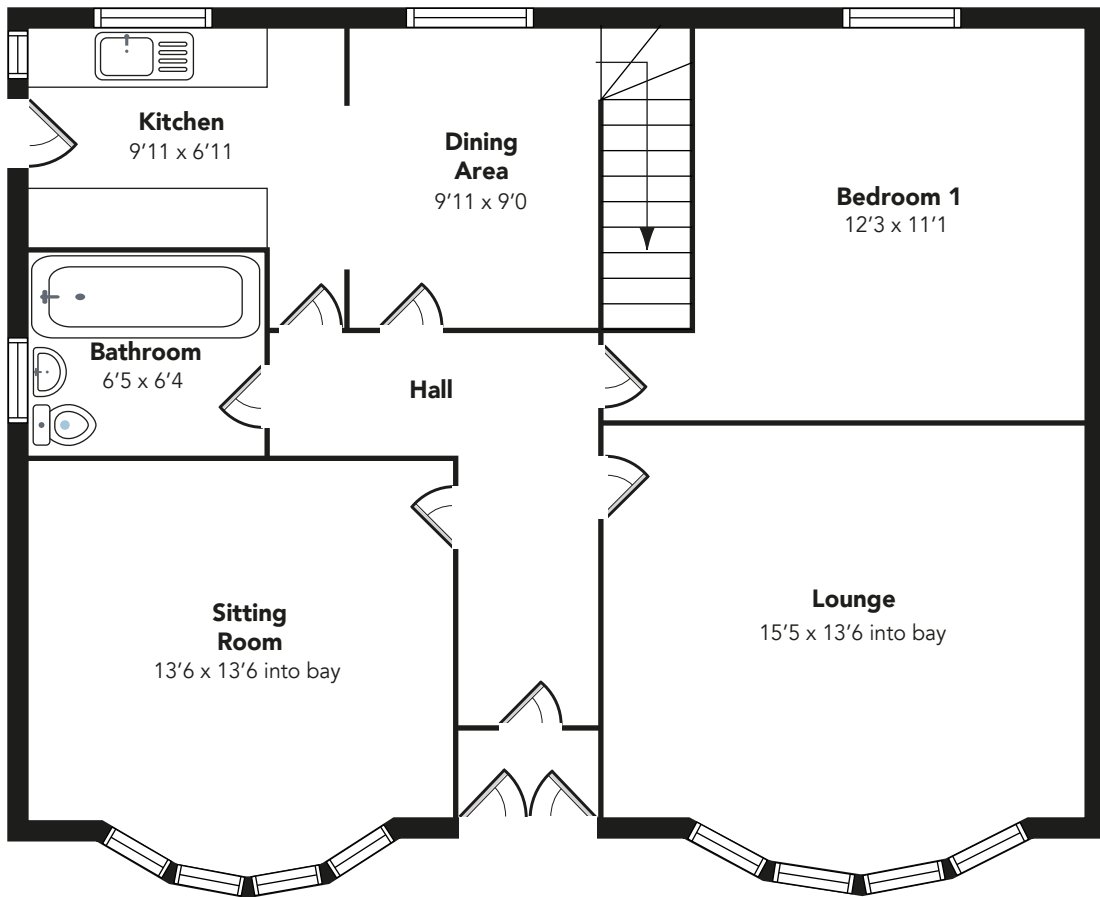 Kitchen
9’11 x 6’11
Dining
Area
9’11 x 9’0
Bedroom 1
12’3 x 11’1
Bathroom
6’5 x 6’4
Hall
Sitting
Room
13’6 x 13’6 into bay
Lounge
15’5 x 13’6 into bay